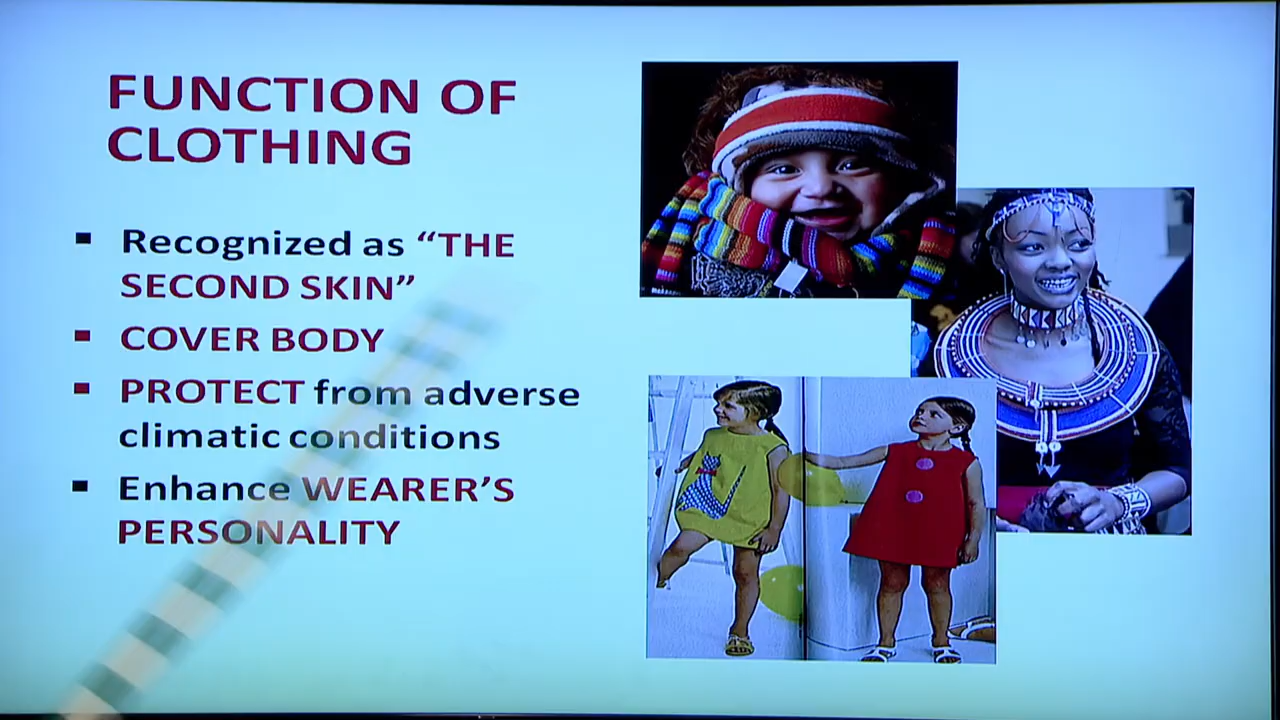 FUNCTION OF
CLOTHING
▪ Recognized as “THE
SECOND SKIN”
▪ COVER BODY
▪ PROTECT from adverse
climatic conditions
▪ Enhance WEARER’S
PERSONALITY